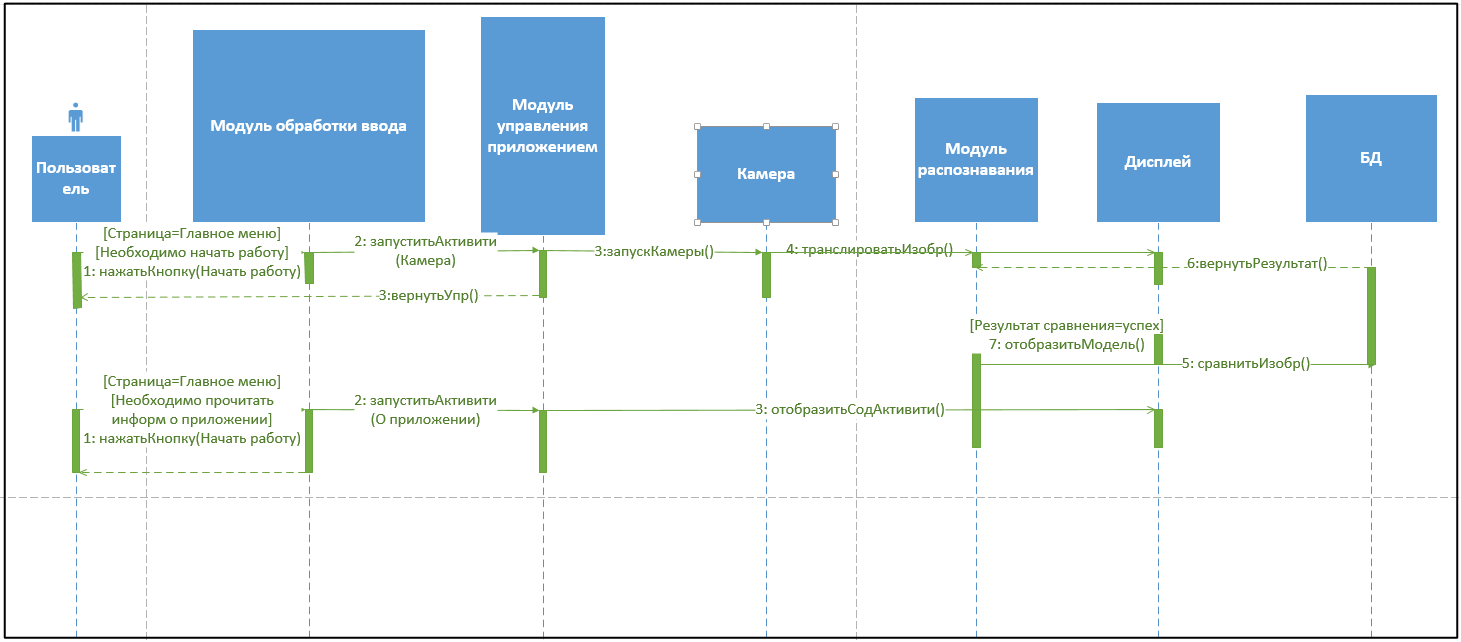 Пользоват
ель
Модуль обработки ввода
Модуль
управления
приложением
Камера
Модуль
распознавания
Дисплей
БД
[Страница=Главное меню]
[Необходимо начать работу]
1: нажатьКнопку(Начать работу)
2: запуститьАктивити
(Камера)
3:запускКамеры()
4: транслироватьИзобр()
6:вернутьРезультат()
3:вернутьУпр()
[Результат сравнения=успех]
7: отобразитьМодель()
5: сравнитьИзобр()
[Страница=Главное меню]
[Необходимо прочитать
информ о приложении]
1: нажатьКнопку(Начать работу)
2: запуститьАктивити
(О приложении)
3: отобразитьСодАктивити()